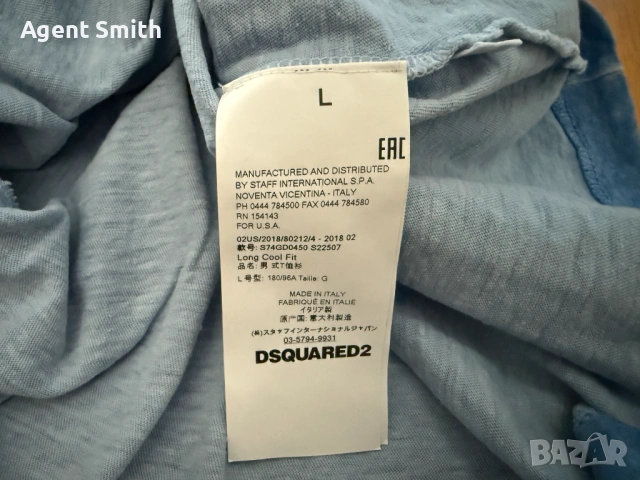 Agent Smith
L
EAC
MANUFACTURED AND DISTRIBUTED
BY STAFF INTERNATIONAL S.P.A.
NOVENTA VICENTINA - ITALY
PH 0444 784500 FAX 0444 784580
RN 154143
FOR U.S.A.
02US/2018/80212/4 - 2018 02
款号: S74GD0450 S22507
Long Cool Fit
品名: 男式T恤衫
L 号型: 180/96A Taille: G
MADE IN ITALY
FABRIQUÉ EN ITALIE
イタリア製
原产国: 意大利製造
(株)スタッフインターナショナルジャパン
03-5794-9931
DSQUARED2
BAZAR